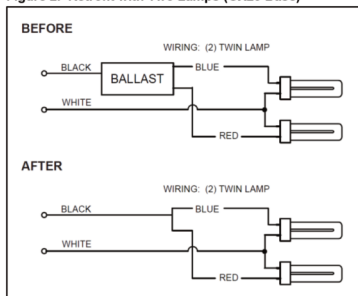 BEFORE
WIRING: (2) TWIN LAMP
BLACK
BLUE
BALLAST
WHITE
RED
AFTER
WIRING: (2) TWIN LAMP
BLACK
BLUE
WHITE
RED